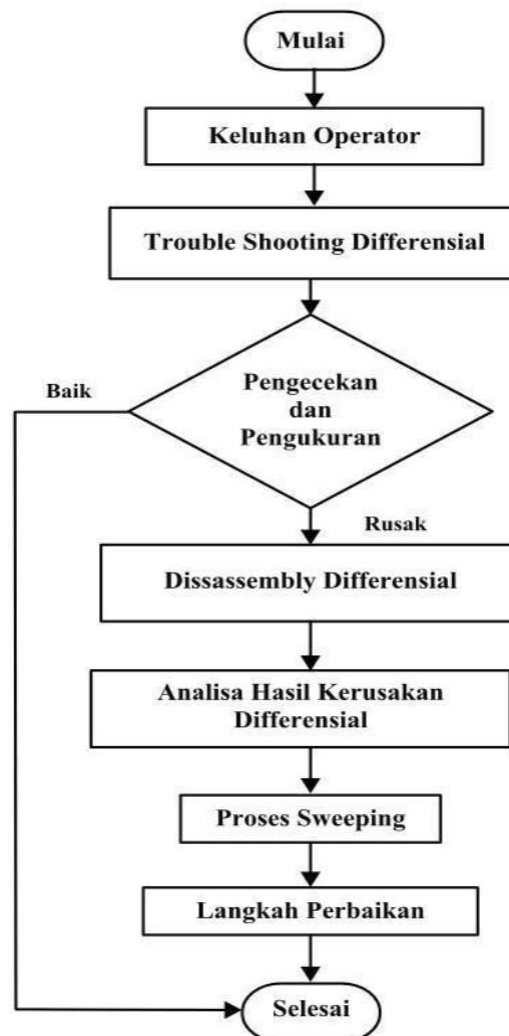 Mulai
Keluhan Operator
Trouble Shooting Differensial
Pengecekan
dan
Pengukuran
Baik
Rusak
Dissassembly Differensial
Analisa Hasil Kerusakan
Differensial
Proses Sweeping
Langkah Perbaikan
Selesai